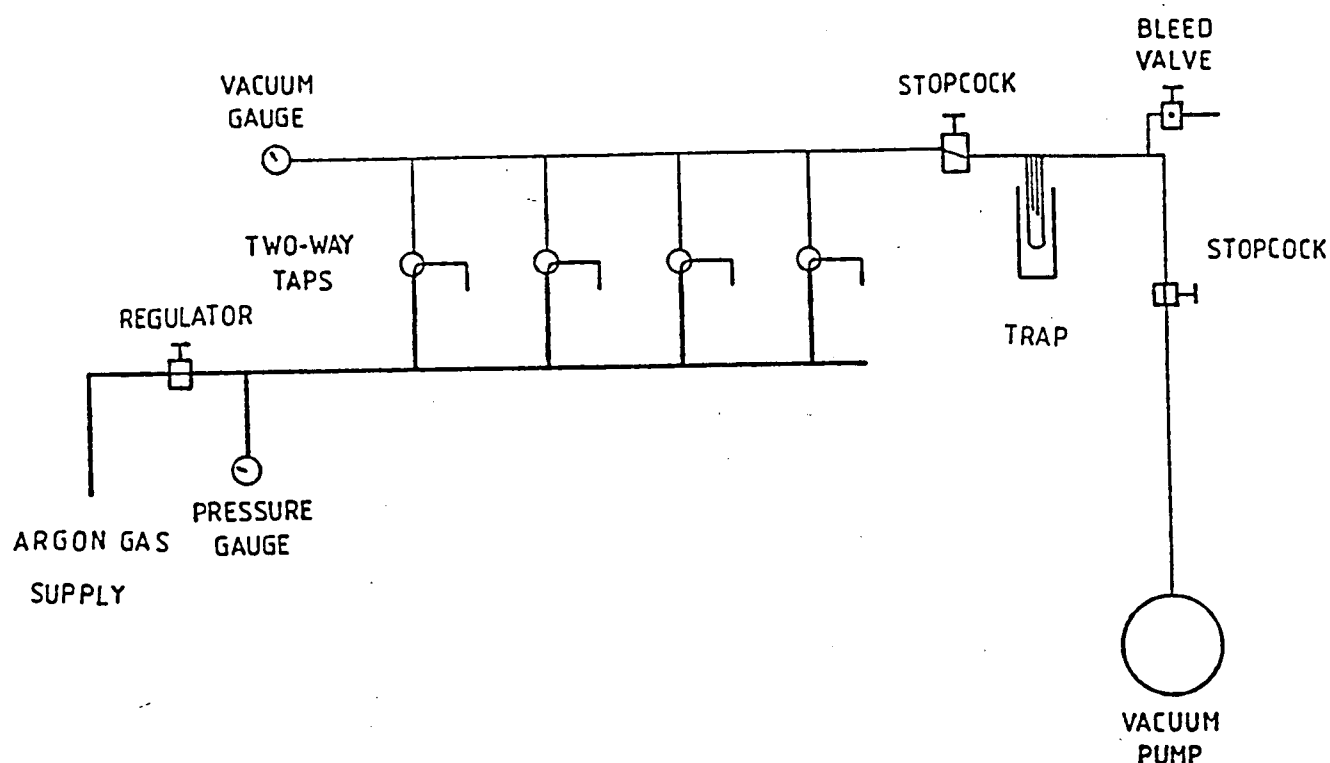 BLEED
VALVE
STOPCOCK
VACUUM
GAUGE
TWO-WAY
TAPS
STOPCOCK
REGULATOR
TRAP
PRESSURE
GAUGE
ARGON GAS
SUPPLY
VACUUM
PUMP